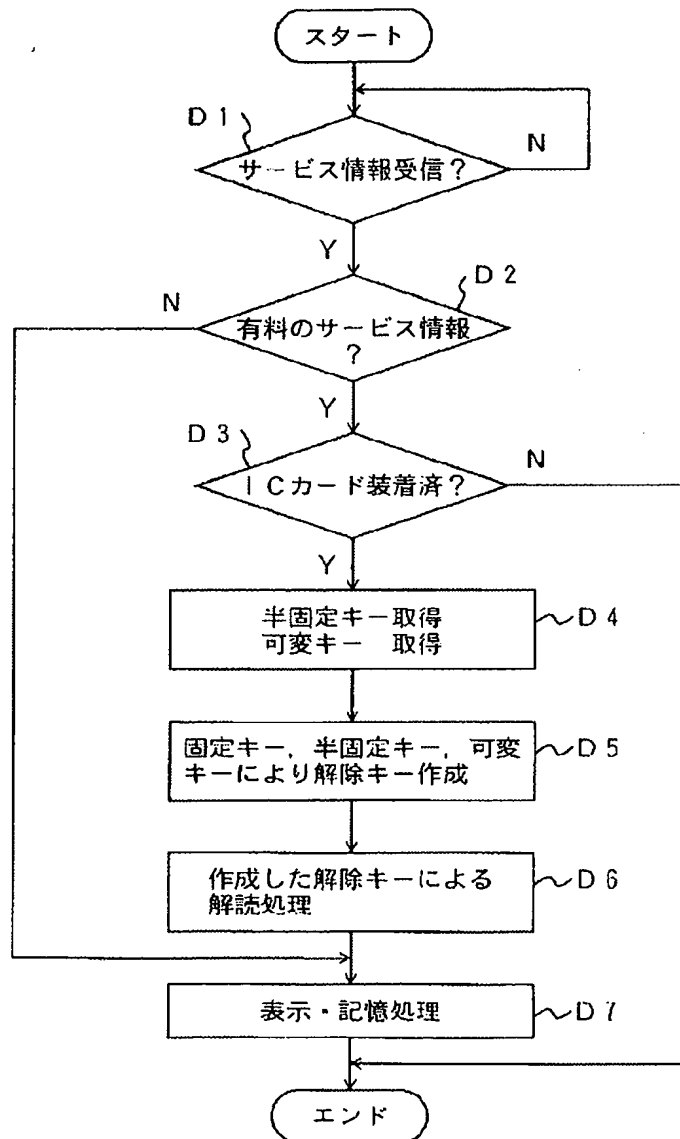 スタート
D1
サービス情報受信?
N
Y
D2
N
有料のサービス情報
?
Y
D3
ICカード装着済?
N
Y
半固定キー取得
可変キー 取得
D4
固定キー,半固定キー,可変
キーにより解除キー作成
D5
作成した解除キーによる
解読処理
D6
表示・記憶処理
D7
エンド